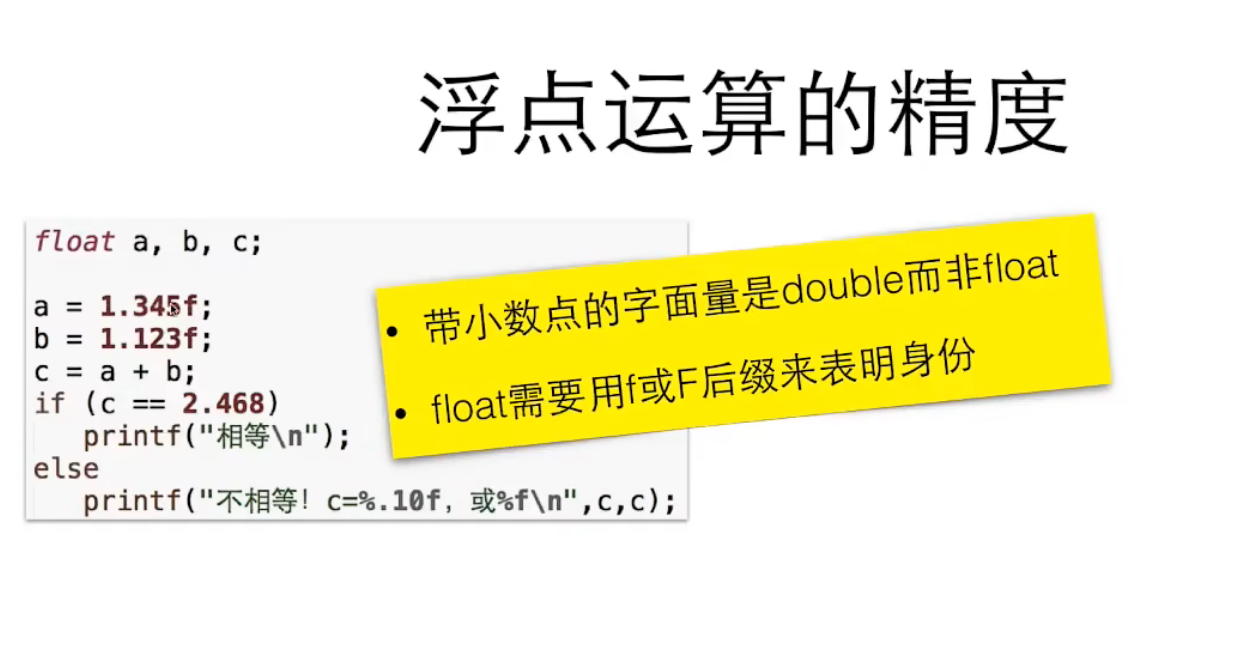 浮点运算的精度
float a, b, c;
a = 1.345f;
b = 1.123f;
c = a + b;
if (c == 2.468)
printf("相等\n");
else
printf("不相等! c=%.10f, 或%f\n",c,c);
• 带小数点的字面量是double而非float
• float需要用f或F后缀来表明身份